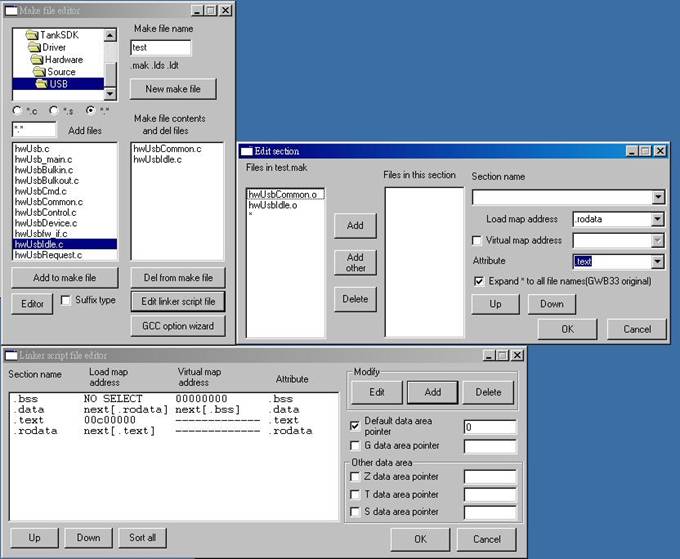 Make file editor
TankSDK
Driver
Hardware
Source
USB
Make file name
test
.mak .lds .ldt
New make file
*.c
*.s
*.*
*.*
Add files
Make file contents
and del files
hwUsb.c
hwUsb_main.c
hwUsbBulkin.c
hwUsbBulkout.c
hwUsbCmd.c
hwUsbCommon.c
hwUsbControl.c
hwUsbDevice.c
hwUsbfw_if.c
hwUsbIdle.c
hwUsbRequest.c
hwUsbCommon.c
hwUsbIdle.c
Add to make file
Del from make file
Editor
Suffix type
Edit linker script file
GCC option wizard
Edit section
Files in test.mak
hwUsbCommon.o
hwUsbIdle.o
*
Add
Add
other
Delete
Files in this section
Section name
Load map address
.rodata
Virtual map address
Attribute
.text
Expand * to all file names(GWB33 original)
Up
Down
OK
Cancel
Linker script file editor
Section name
Load map
address
Virtual map
address
Attribute
.bss NO SELECT 00000000 .bss
.data next[.rodata] next[.bss] .data
.text 00c00000 ------------- .text
.rodata next[.text] ------------- .rodata
Up
Down
Sort all
Modify
Edit
Add
Delete
Default data area
pointer
0
G data area pointer
Other data area
Z data area pointer
T data area pointer
S data area pointer
OK
Cancel